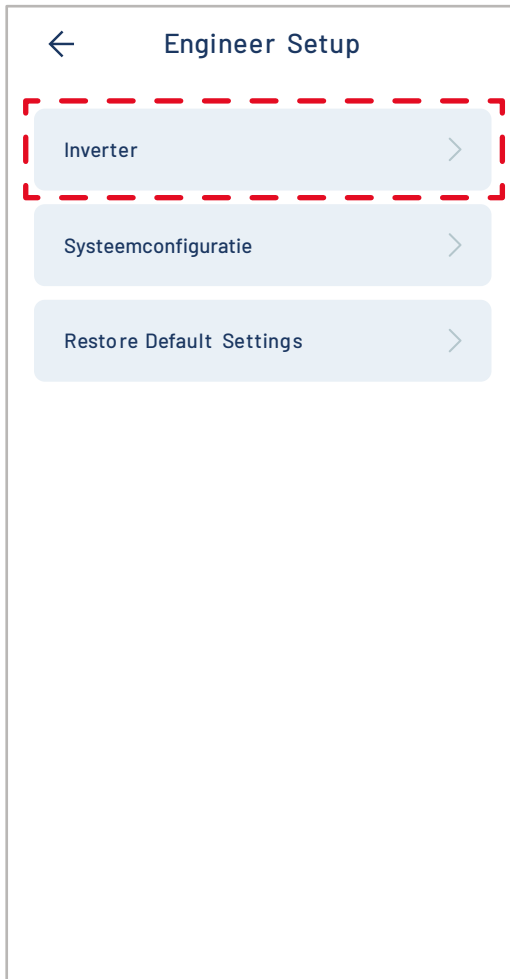 Engineer Setup
Inverter
Systeemconfiguratie
Restore Default Settings